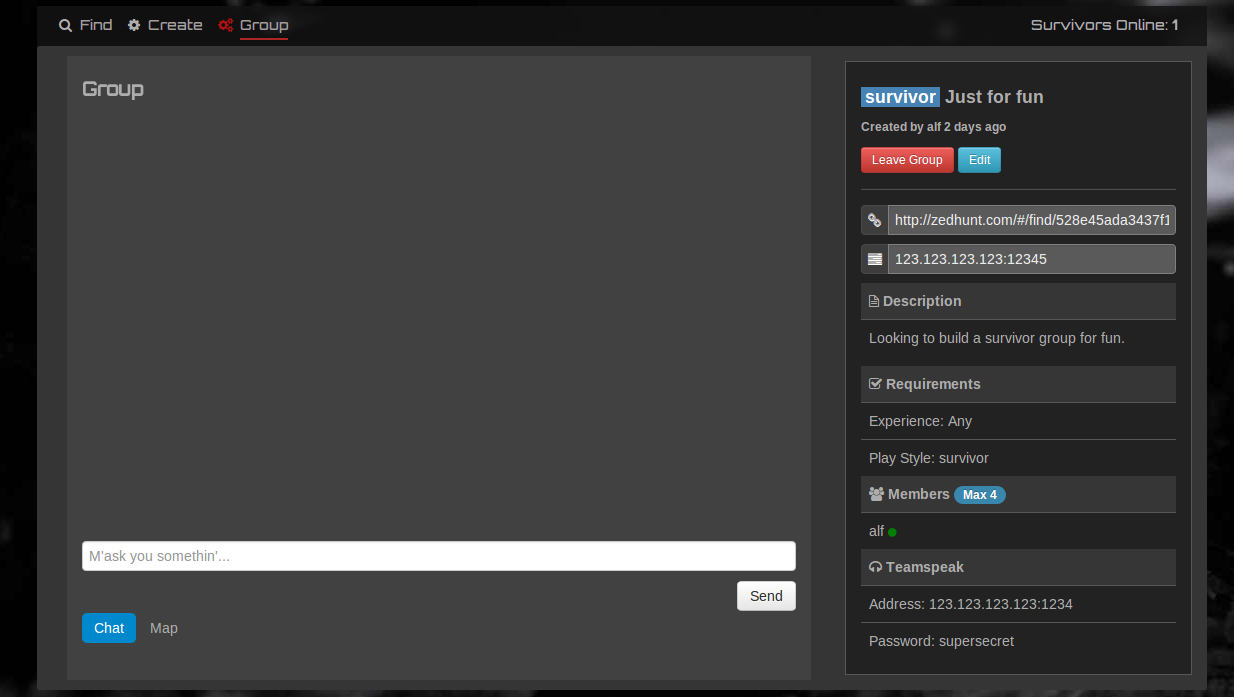 Find Create Group Survivors Online: 1
Group
M'ask you somethin'...
Send
Chat Map
survivor Just for fun
Created by alf 2 days ago
Leave Group Edit
http://zedhunt.com/#/find/528e45ada3437f1
123.123.123.123:12345
Description
Looking to build a survivor group for fun.
Requirements
Experience: Any
Play Style: survivor
Members Max 4
alf
Teamspeak
Address: 123.123.123.123:1234
Password: supersecret